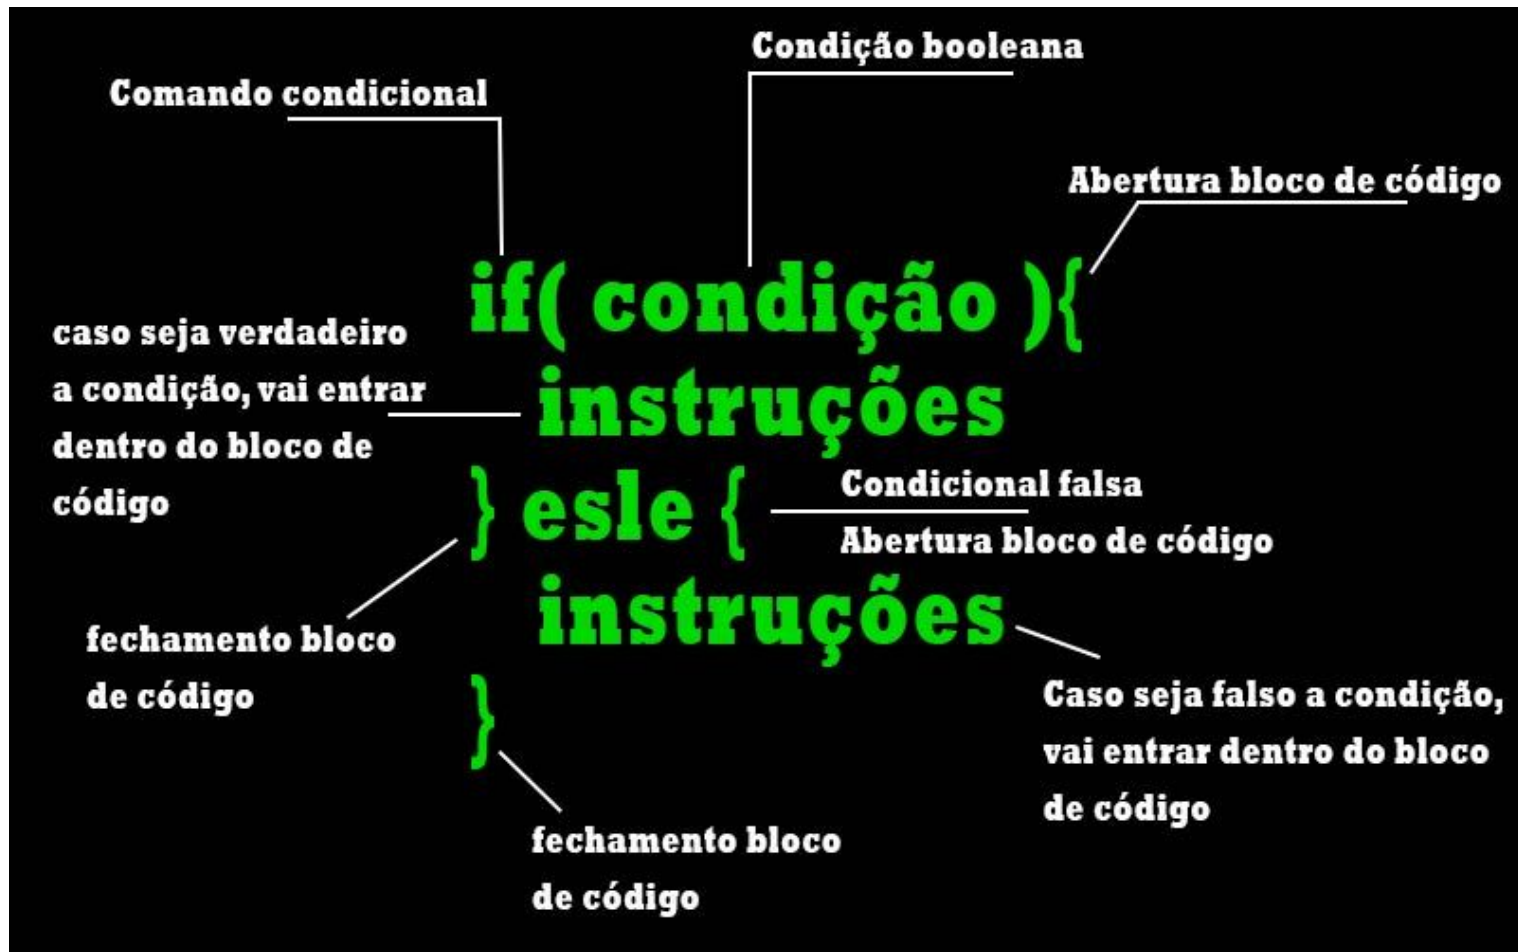 Condição booleana
Comando condicional
Abertura bloco de código
if( condição ){
caso seja verdadeiro
a condição, vai entrar
dentro do bloco de
código
instruções
} esle {
Condicional falsa
Abertura bloco de código
instruções
fechamento bloco
de código
}
Caso seja falso a condição,
vai entrar dentro do bloco
de código
fechamento bloco
de código